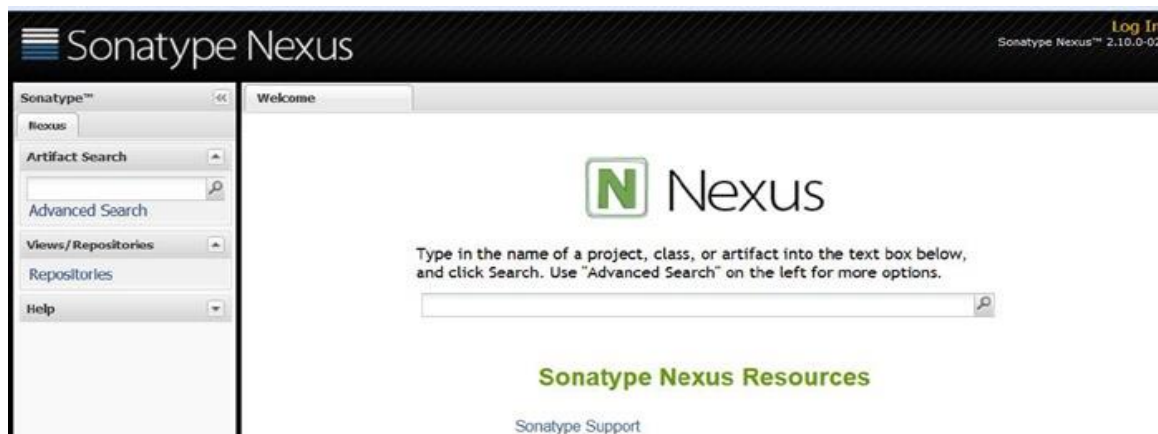 Sonatype Nexus
Log In
Sonatype Nexus™ 2.10.0-02
Sonatype™
Nexus
Artifact Search
Advanced Search
Views/Repositories
Repositories
Help
Welcome
N Nexus
Type in the name of a project, class, or artifact into the text box below,
and click Search. Use "Advanced Search" on the left for more options.
Sonatype Nexus Resources
Sonatype Support